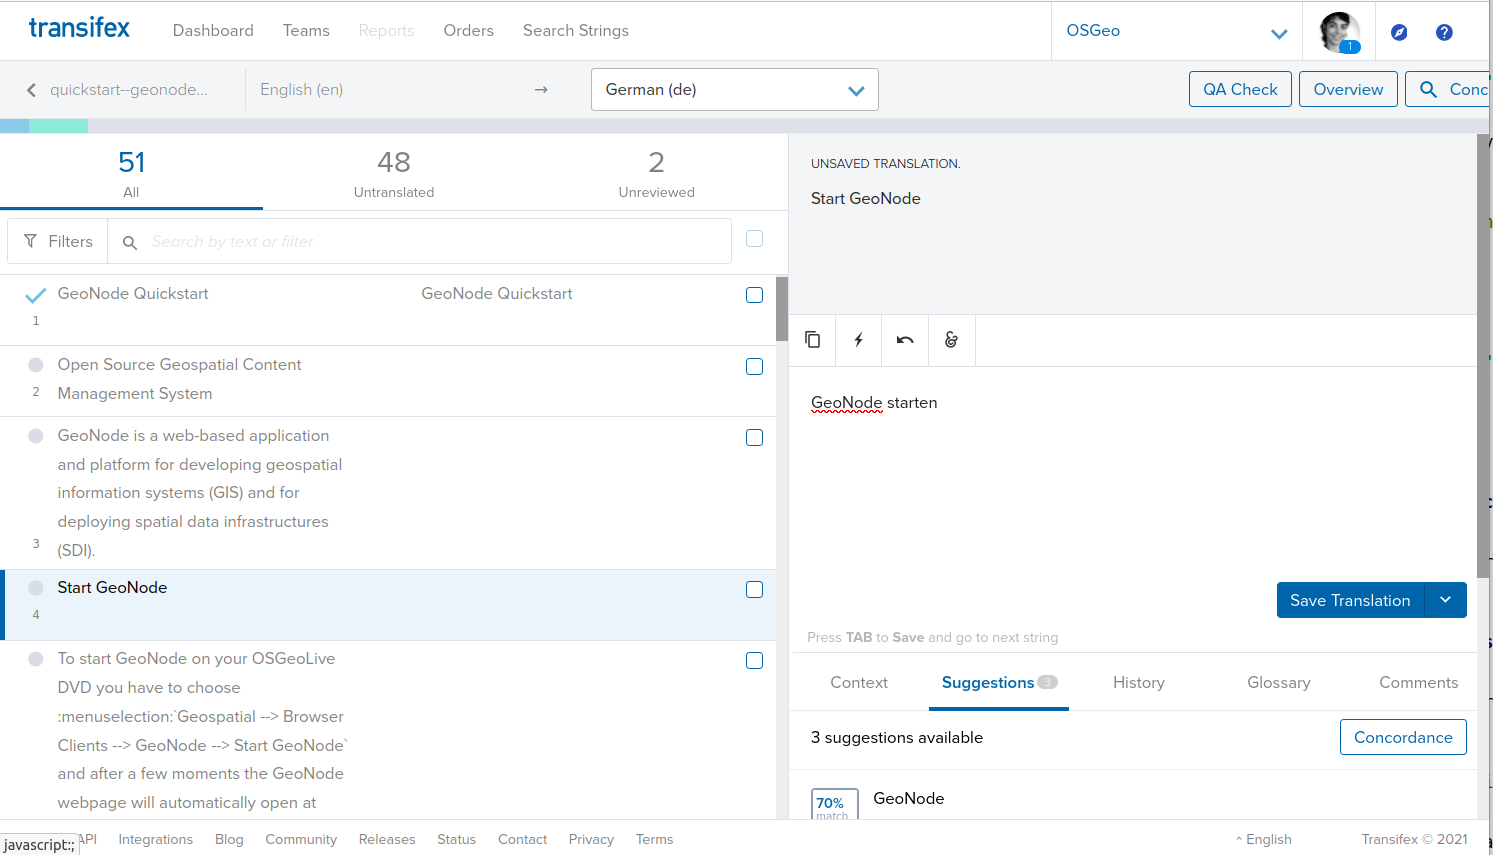 transifex
Dashboard
Teams
Reports
Orders
Search Strings
OSGeo
1
?
quickstart--geonode...
English (en)
→
German (de)
QA Check
Overview
Conc
51
All
48
Untranslated
2
Unreviewed
Filters
Search by text or filter
GeoNode Quickstart
GeoNode Quickstart
1
Open Source Geospatial Content
Management System
2
GeoNode is a web-based application
and platform for developing geospatial
information systems (GIS) and for
deploying spatial data infrastructures
(SDI).
3
Start GeoNode
4
To start GeoNode on your OSGeoLive
DVD you have to choose
:menuselection:`Geospatial --> Browser
Clients --> GeoNode --> Start GeoNode`
and after a few moments the GeoNode
webpage will automatically open at
UNSAVED TRANSLATION.
Start GeoNode
GeoNode starten
Save Translation
Press TAB to Save and go to next string
Context
Suggestions 3
History
Glossary
Comments
3 suggestions available
Concordance
70%
match
GeoNode
javascript:;
API
Integrations
Blog
Community
Releases
Status
Contact
Privacy
Terms
^ English
Transifex © 2021